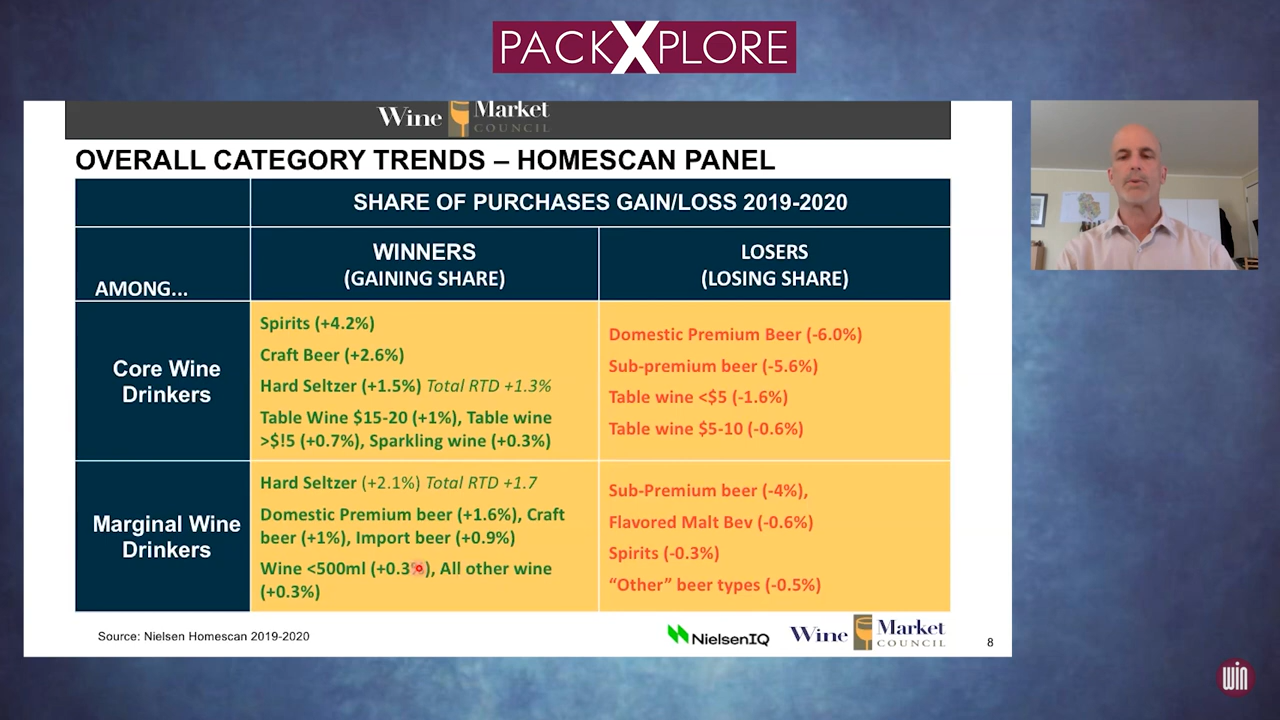 PACKXPLORE
Wine Market
COUNCIL
OVERALL CATEGORY TRENDS – HOMESCAN PANEL
SHARE OF PURCHASES GAIN/LOSS 2019-2020
AMONG...
WINNERS
(GAINING SHARE)
LOSERS
(LOSING SHARE)
Core Wine
Drinkers
Spirits (+4.2%)
Craft Beer (+2.6%)
Hard Seltzer (+1.5%) Total RTD +1.3%
Table Wine $15-20 (+1%), Table wine
>$!5 (+0.7%), Sparkling wine (+0.3%)
Domestic Premium Beer (-6.0%)
Sub-premium beer (-5.6%)
Table wine <$5 (-1.6%)
Table wine $5-10 (-0.6%)
Marginal Wine
Drinkers
Hard Seltzer (+2.1%) Total RTD +1.7
Domestic Premium beer (+1.6%), Craft
beer (+1%), Import beer (+0.9%)
Wine <500ml (+0.3%), All other wine
(+0.3%)
Sub-Premium beer (-4%),
Flavored Malt Bev (-0.6%)
Spirits (-0.3%)
“Other” beer types (-0.5%)
Source: Nielsen Homescan 2019-2020
NielsenIQ
Wine Market
COUNCIL
8
win